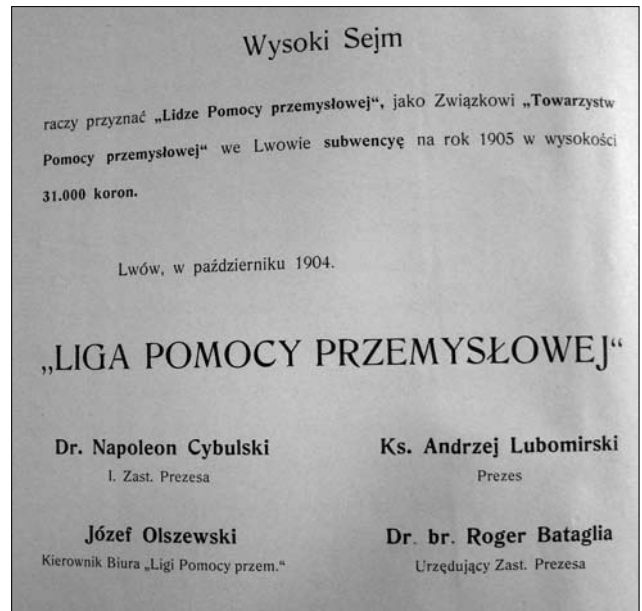 Wysoki Sejm
raczy przyznać „Lidze Pomocy przemysłowej“, jako Związkowi „Towarzystw
Pomocy przemysłowej“ we Lwowie subwencyę na rok 1905 w wysokości
31.000 koron.
Lwów, w październiku 1904.
„LIGA POMOCY PRZEMYSŁOWEJ“
Dr. Napoleon Cybulski
I. Zast. Prezesa
Ks. Andrzej Lubomirski
Prezes
Józef Olszewski
Kierownik Biura „Ligi Pomocy przem.“
Dr. br. Roger Bataglia
Urzędujący Zast. Prezesa